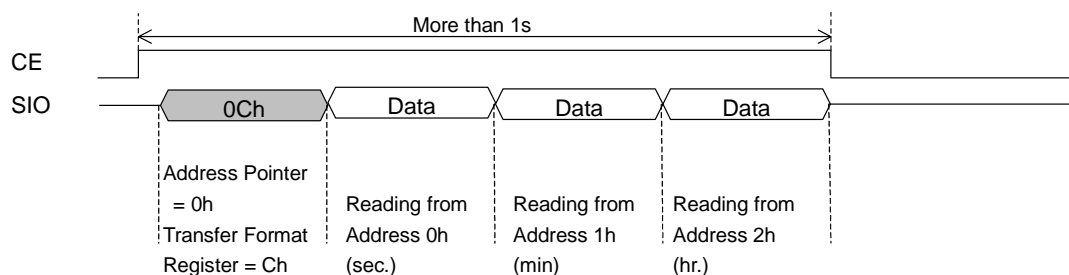 More than 1s
CE
SIO
0Ch
Data
Data
Data
Address Pointer
= 0h
Transfer Format
Register = Ch
Reading from
Address 0h
(sec.)
Reading from
Address 1h
(min)
Reading from
Address 2h
(hr.)